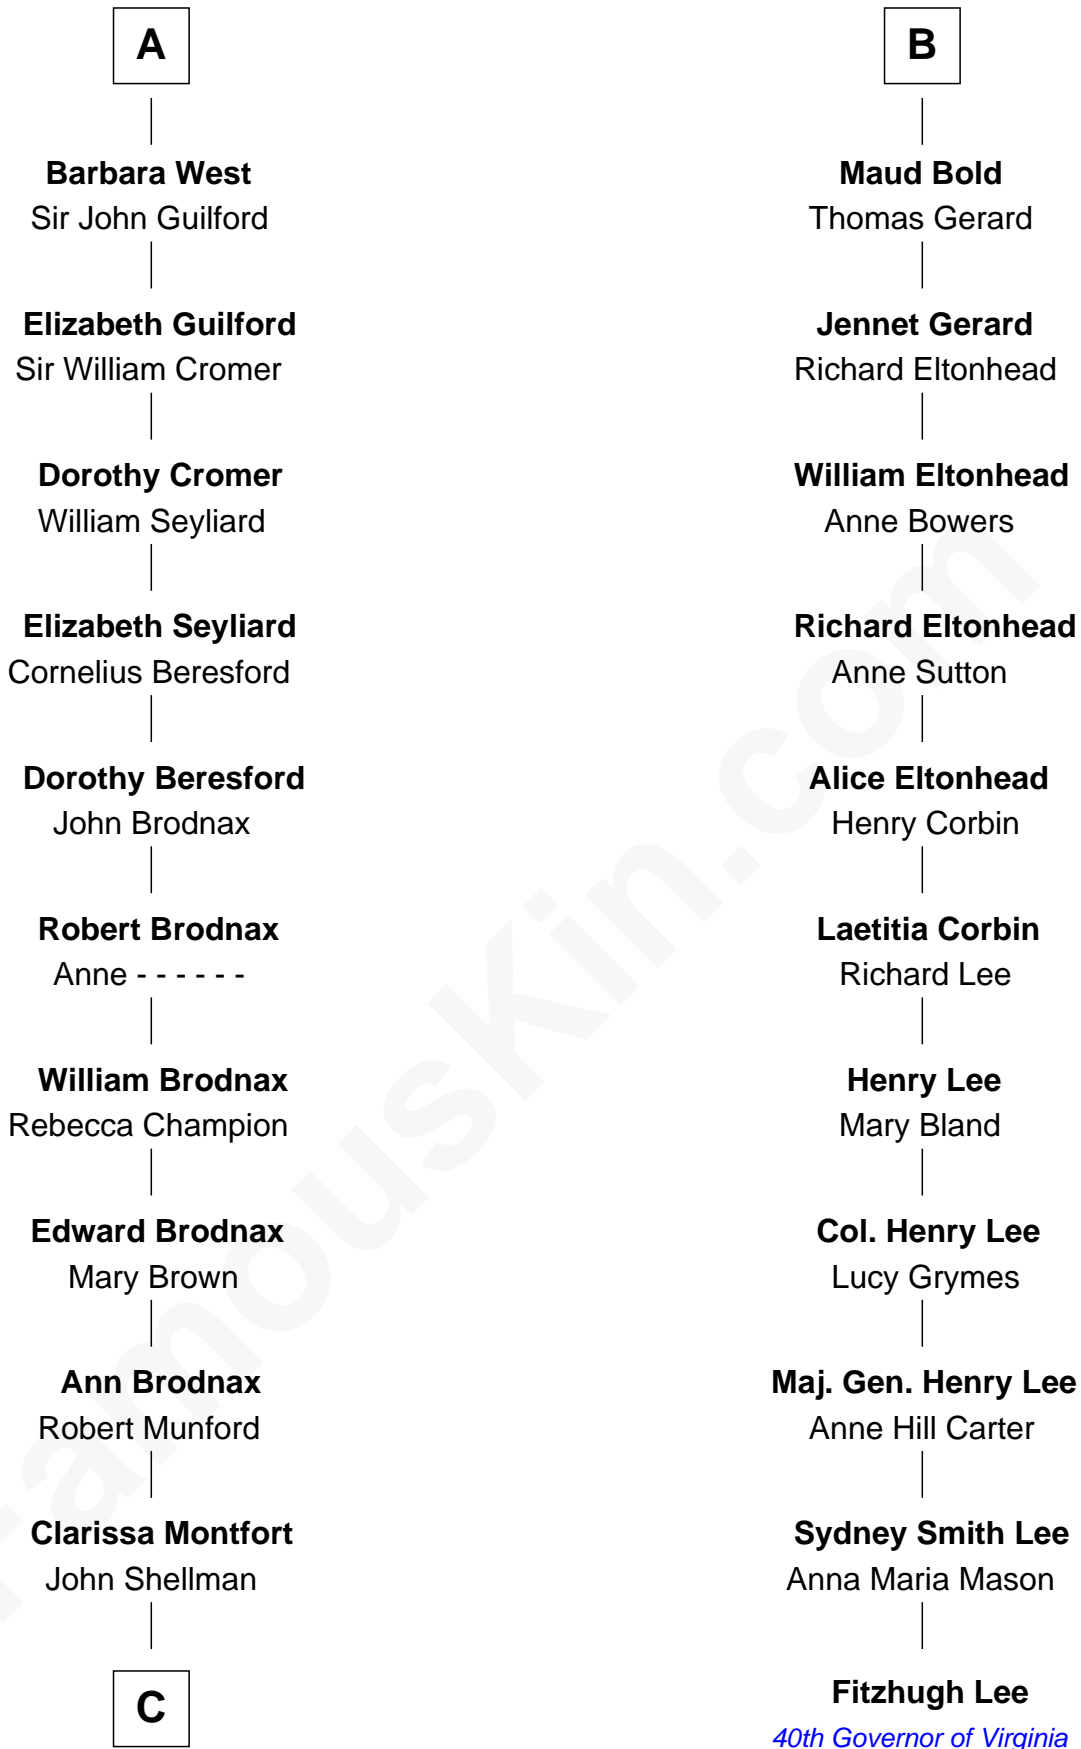 A
Barbara West
Sir John Guilford
Elizabeth Guilford
Sir William Cromer
Dorothy Cromer
William Seyliard
Elizabeth Seyliard
Cornelius Beresford
Dorothy Beresford
John Brodnax
Robert Brodnax
Anne - - - - - -
William Brodnax
Rebecca Champion
Edward Brodnax
Mary Brown
Ann Brodnax
Robert Munford
Clarissa Montfort
John Shellman
C
B
Maud Bold
Thomas Gerard
Jennet Gerard
Richard Eltonhead
William Eltonhead
Anne Bowers
Richard Eltonhead
Anne Sutton
Alice Eltonhead
Henry Corbin
Laetitia Corbin
Richard Lee
Henry Lee
Mary Bland
Col. Henry Lee
Lucy Grymes
Maj. Gen. Henry Lee
Anne Hill Carter
Sydney Smith Lee
Anna Maria Mason
Fitzhugh Lee
40th Governor of Virginia
FamousKin.com